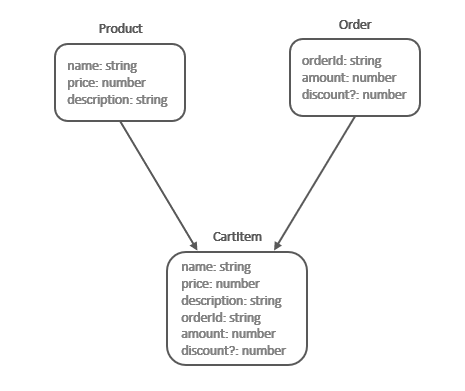 Product
name: string
price: number
description: string
Order
orderId: string
amount: number
discount?: number
CartItem
name: string
price: number
description: string
orderId: string
amount: number
discount?: number